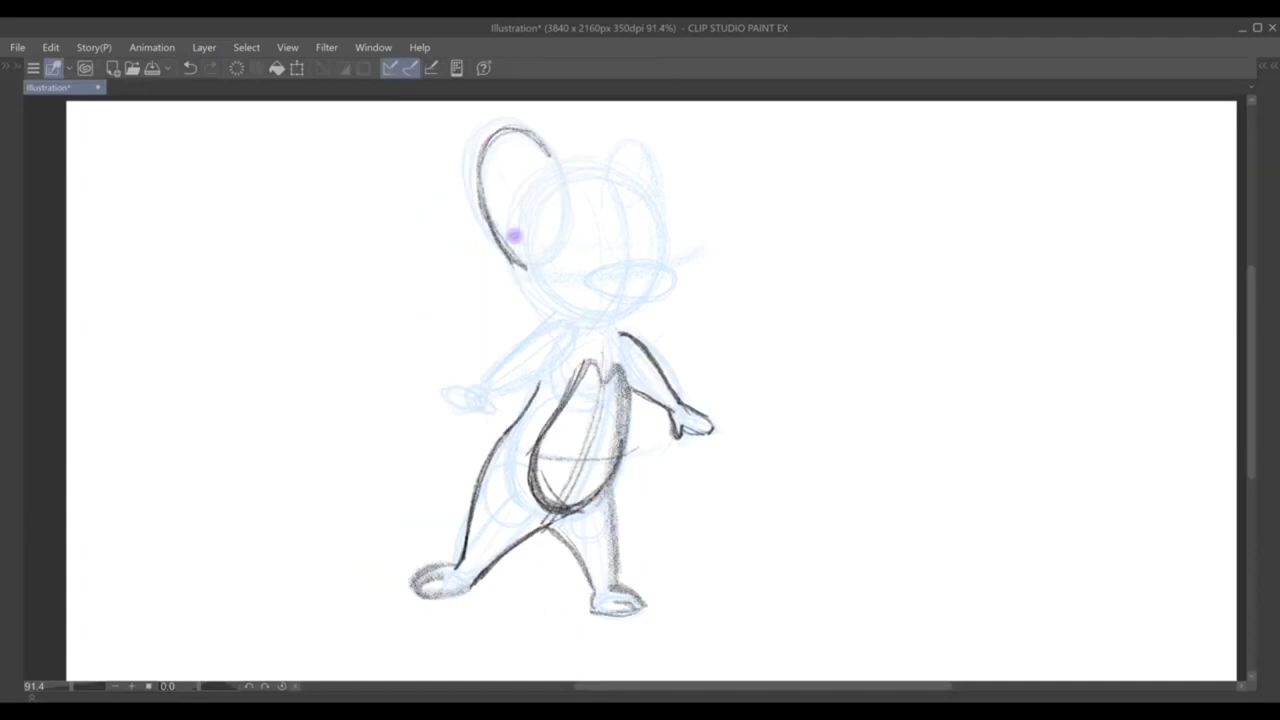 Illustration* (3840 x 2160px 350dpi 91.4%) - CLIP STUDIO PAINT EX
File Edit Story(P) Animation Layer Select View Filter Window Help
Illustration*
91.4 0.0